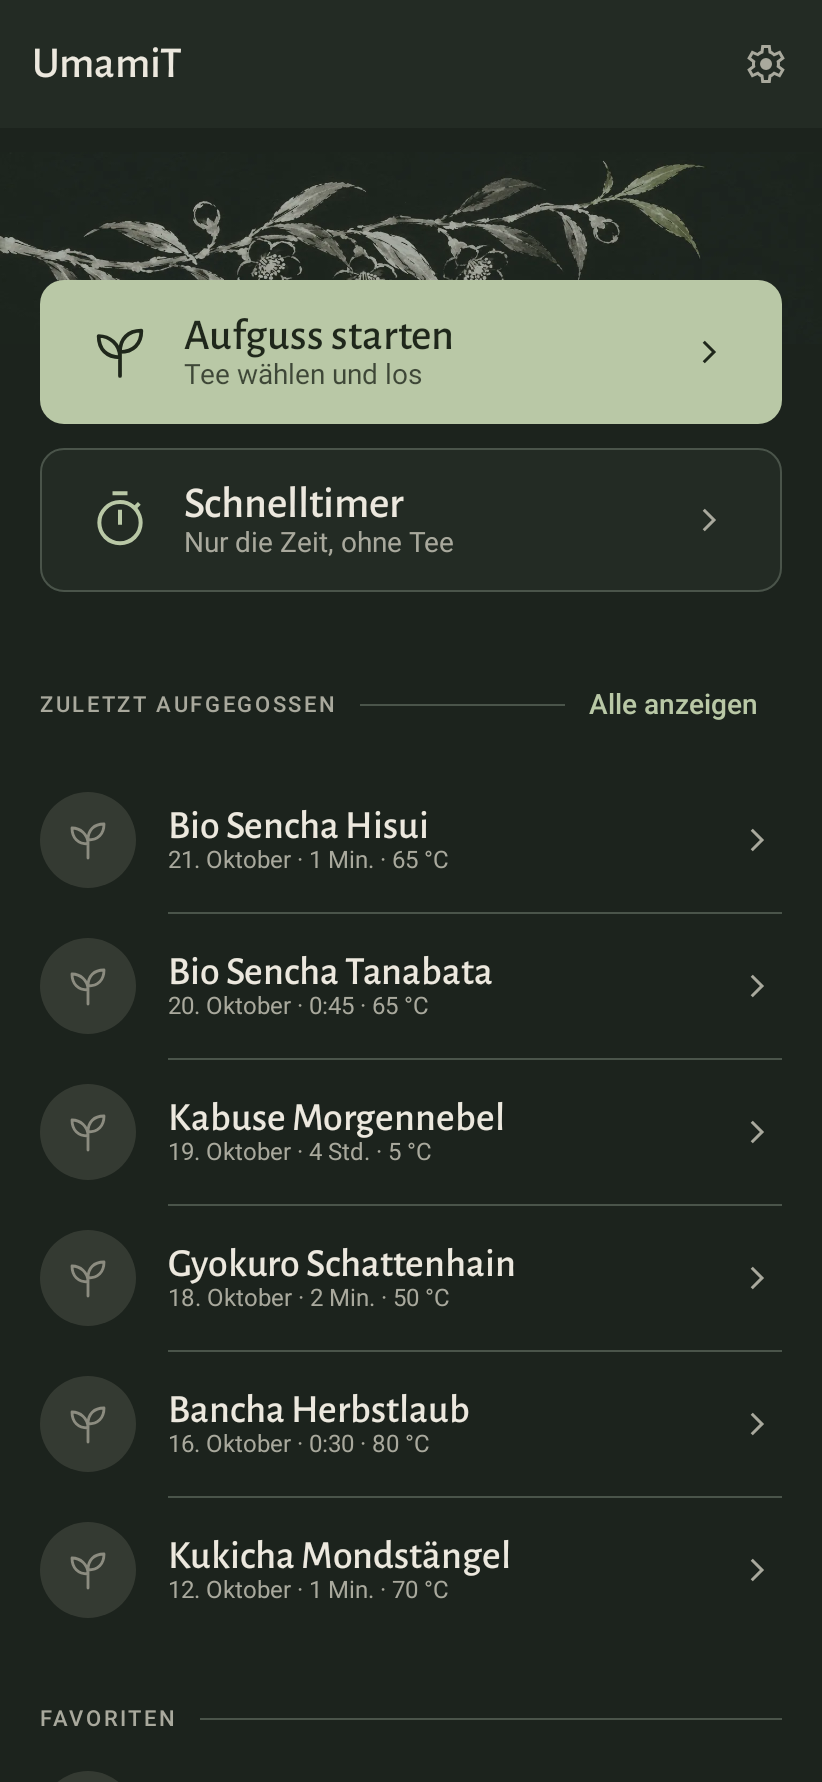 UmamiT
Aufguss starten
Tee wählen und los
Schnelltimer
Nur die Zeit, ohne Tee
ZULETZT AUFGEGOSSEN
Alle anzeigen
Bio Sencha Hisui
21. Oktober · 1 Min. · 65 °C
Bio Sencha Tanabata
20. Oktober · 0:45 · 65 °C
Kabuse Morgennebel
19. Oktober · 4 Std. · 5 °C
Gyokuro Schattenhain
18. Oktober · 2 Min. · 50 °C
Bancha Herbstlaub
16. Oktober · 0:30 · 80 °C
Kukicha Mondstängel
12. Oktober · 1 Min. · 70 °C
FAVORITEN